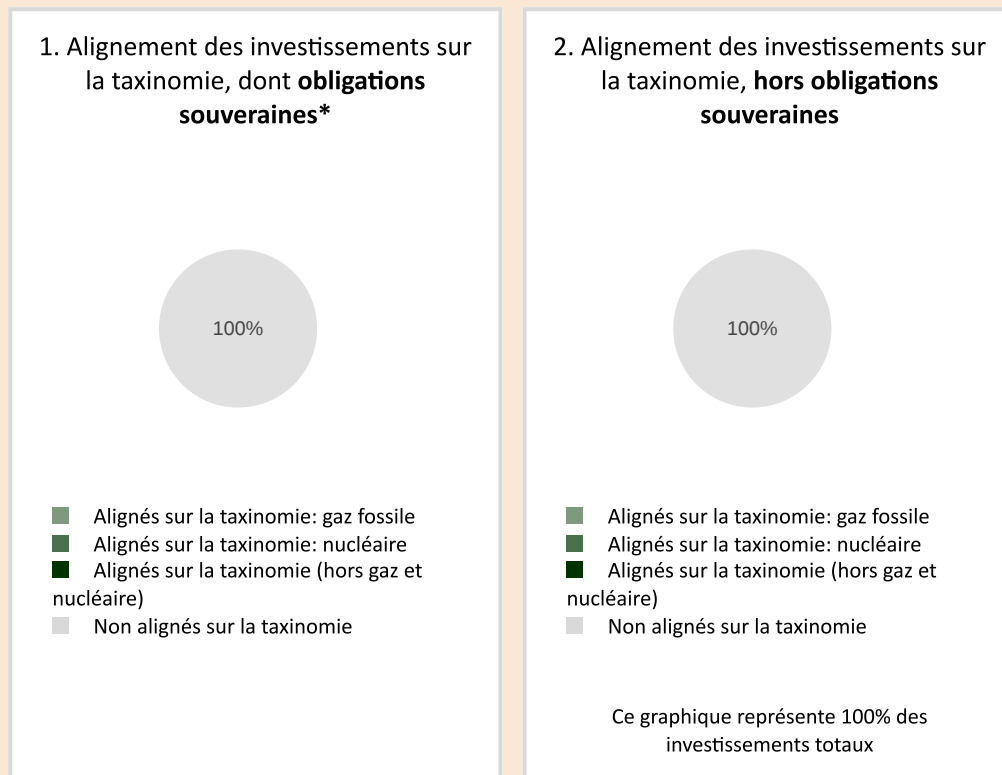 1. Alignement des investissements sur
la taxinomie, dont obligations
souveraines*
100%
Alignés sur la taxinomie: gaz fossile
Alignés sur la taxinomie: nucléaire
Alignés sur la taxinomie (hors gaz et
nucléaire)
Non alignés sur la taxinomie
2. Alignement des investissements sur
la taxinomie, hors obligations
souveraines
100%
Alignés sur la taxinomie: gaz fossile
Alignés sur la taxinomie: nucléaire
Alignés sur la taxinomie (hors gaz et
nucléaire)
Non alignés sur la taxinomie
Ce graphique représente 100% des
investissements totaux